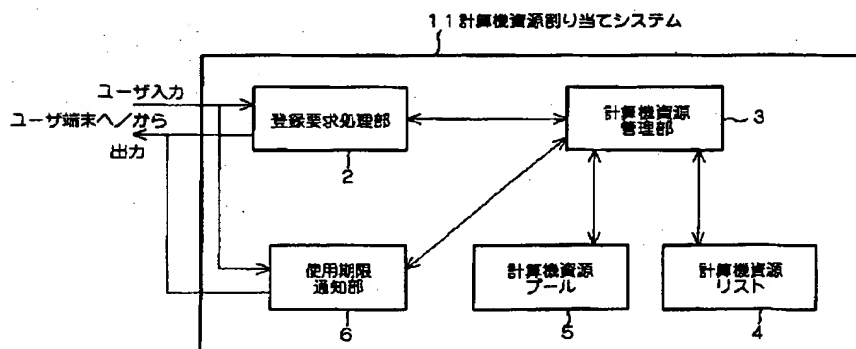 11計算機資源割り当てシステム
ユーザ入力
ユーザ端末へ／から
出力
登録要求処理部
2
計算機資源
管理部
3
使用期限
通知部
6
計算機資源
プール
5
計算機資源
リスト
4